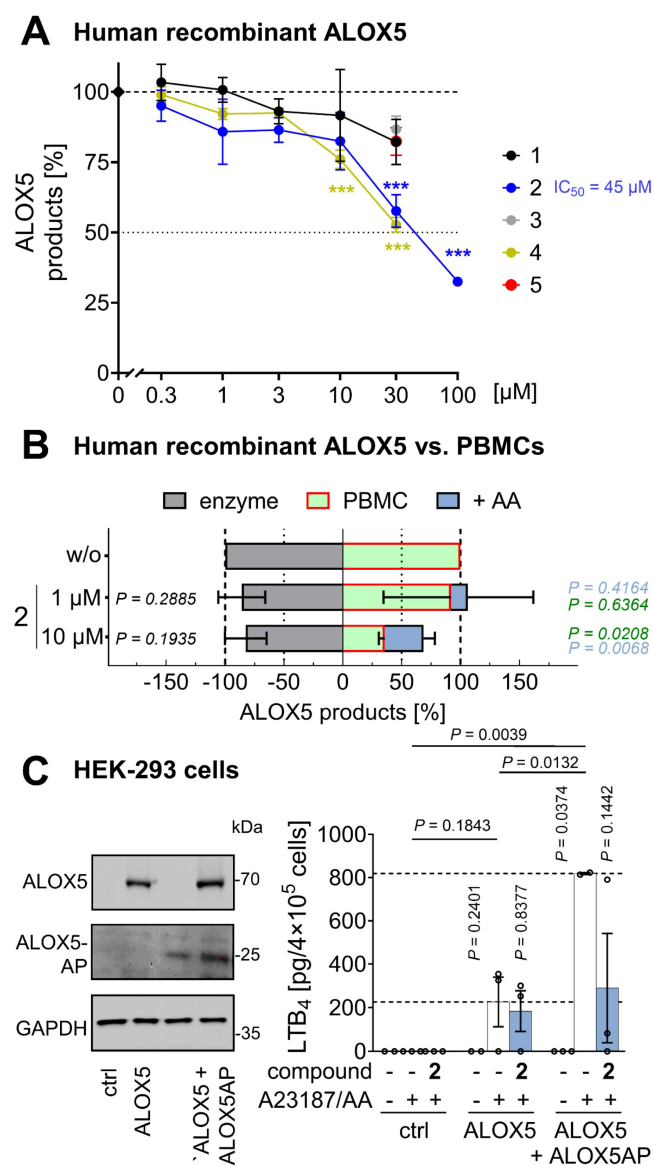 A Human recombinant ALOX5
ALOX5
products [%]
100
75
50
25
0
*** ***
*** ***
0 0.3 1 3 10 30 100 [µM]
1
2 IC50 = 45 µM
3
4
5
B Human recombinant ALOX5 vs. PBMCs
enzyme PBMC + AA
w/o
2
1 µM P = 0.2885 P = 0.4164
P = 0.6364
10 µM P = 0.1935 P = 0.0208
P = 0.0068
-150 -100 -50 0 50 100 150
ALOX5 products [%]
C HEK-293 cells
kDa
ALOX5 -70
ALOX5-
AP -25
GAPDH -35
ctrl
ALOX5
`ALOX5 +
ALOX5AP
P = 0.0039
P = 0.0132
P = 0.1843
P = 0.2401
P = 0.8377
P = 0.0374
P = 0.1442
LTB4 [pg/4×10^5 cells]
1000
800
600
400
200
0
compound - - 2 - - 2 - - 2
A23187/AA - + + - + + - + +
ctrl ALOX5 ALOX5
+ ALOX5AP